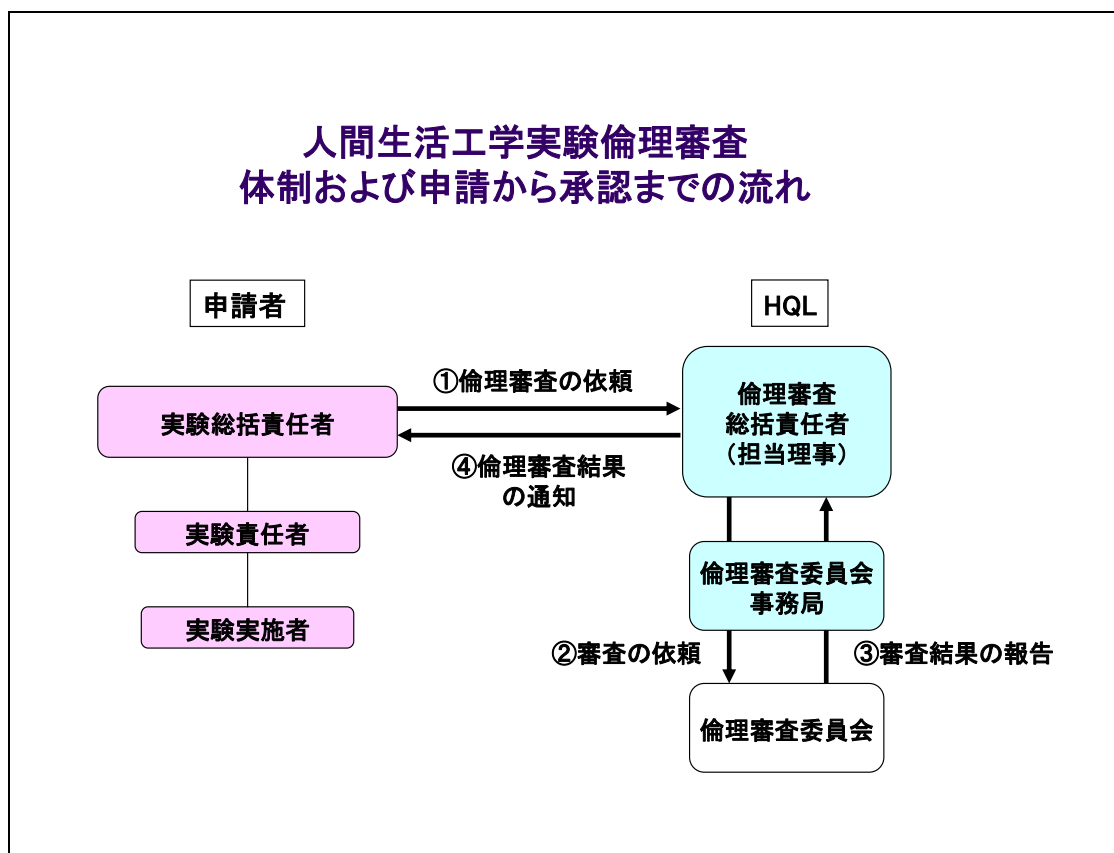 人間生活工学実験倫理審査
体制および申請から承認までの流れ
申請者
HQL
①倫理審査の依頼
実験総括責任者
倫理審査
総括責任者
（担当理事）
④倫理審査結果
の通知
実験責任者
倫理審査委員会
事務局
実験実施者
②審査の依頼
③審査結果の報告
倫理審査委員会